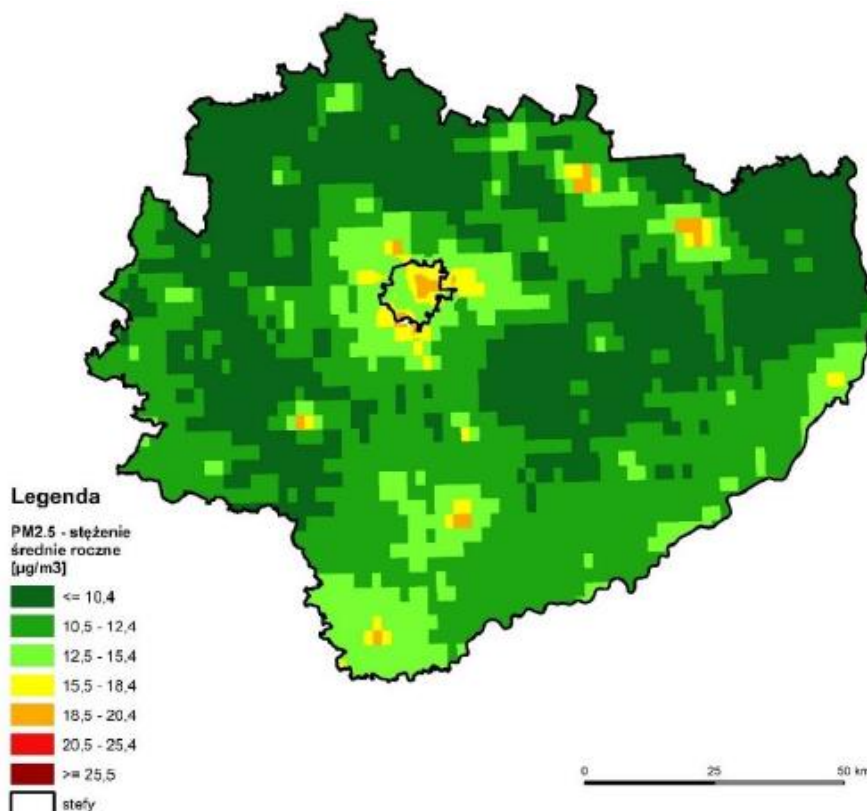 Legenda
PM2.5 - stężenie
średnie roczne
[µg/m3]
<= 10,4
10,5 - 12,4
12,5 - 15,4
15,5 - 18,4
18,5 - 20,4
20,5 - 25,4
>= 25,5
stefy
0 25 50 km